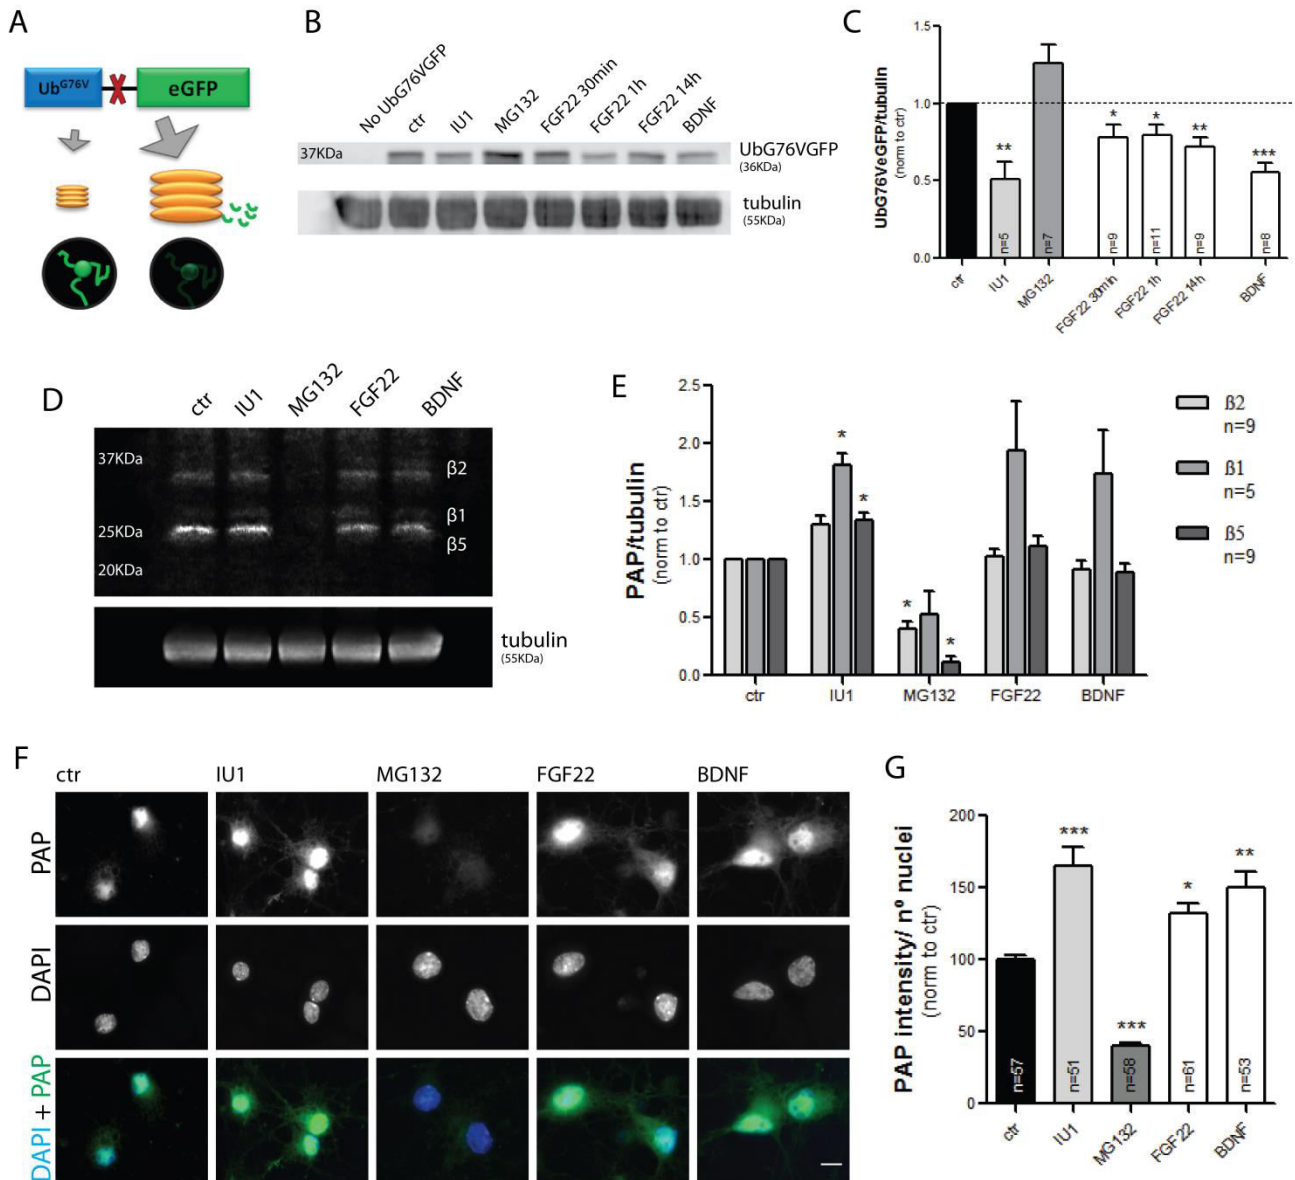 A
Ub^G76V
eGFP
B
No UbG76VGFP
ctr
IU1
MG132
FGF22 30min
FGF22 1h
FGF22 14h
BDNF
37KDa
UbG76VGFP
(36KDa)
tubulin
(55KDa)
C
UbG76VeGFP/tubulin
(norm to ctr)
1.5
1.0
0.5
0.0
**
*
*
**
***
n=5
n=7
n=9
n=11
n=9
n=8
ctr
IU1
MG132
FGF22 30min
FGF22 1h
FGF22 14h
BDNF
D
ctr
IU1
MG132
FGF22
BDNF
37KDa
25KDa
20KDa
β2
β1
β5
tubulin
(55KDa)
E
PAP/tubulin
(norm to ctr)
2.5
2.0
1.5
1.0
0.5
0.0
*
*
*
*
ctr
IU1
MG132
FGF22
BDNF
ß2
n=9
ß1
n=5
ß5
n=9
F
ctr
IU1
MG132
FGF22
BDNF
PAP
DAPI
DAPI + PAP
G
PAP intensity/ nº nuclei
(norm to ctr)
200
150
100
50
0
***
***
*
**
n=57
n=51
n=58
n=61
n=53
ctr
IU1
MG132
FGF22
BDNF